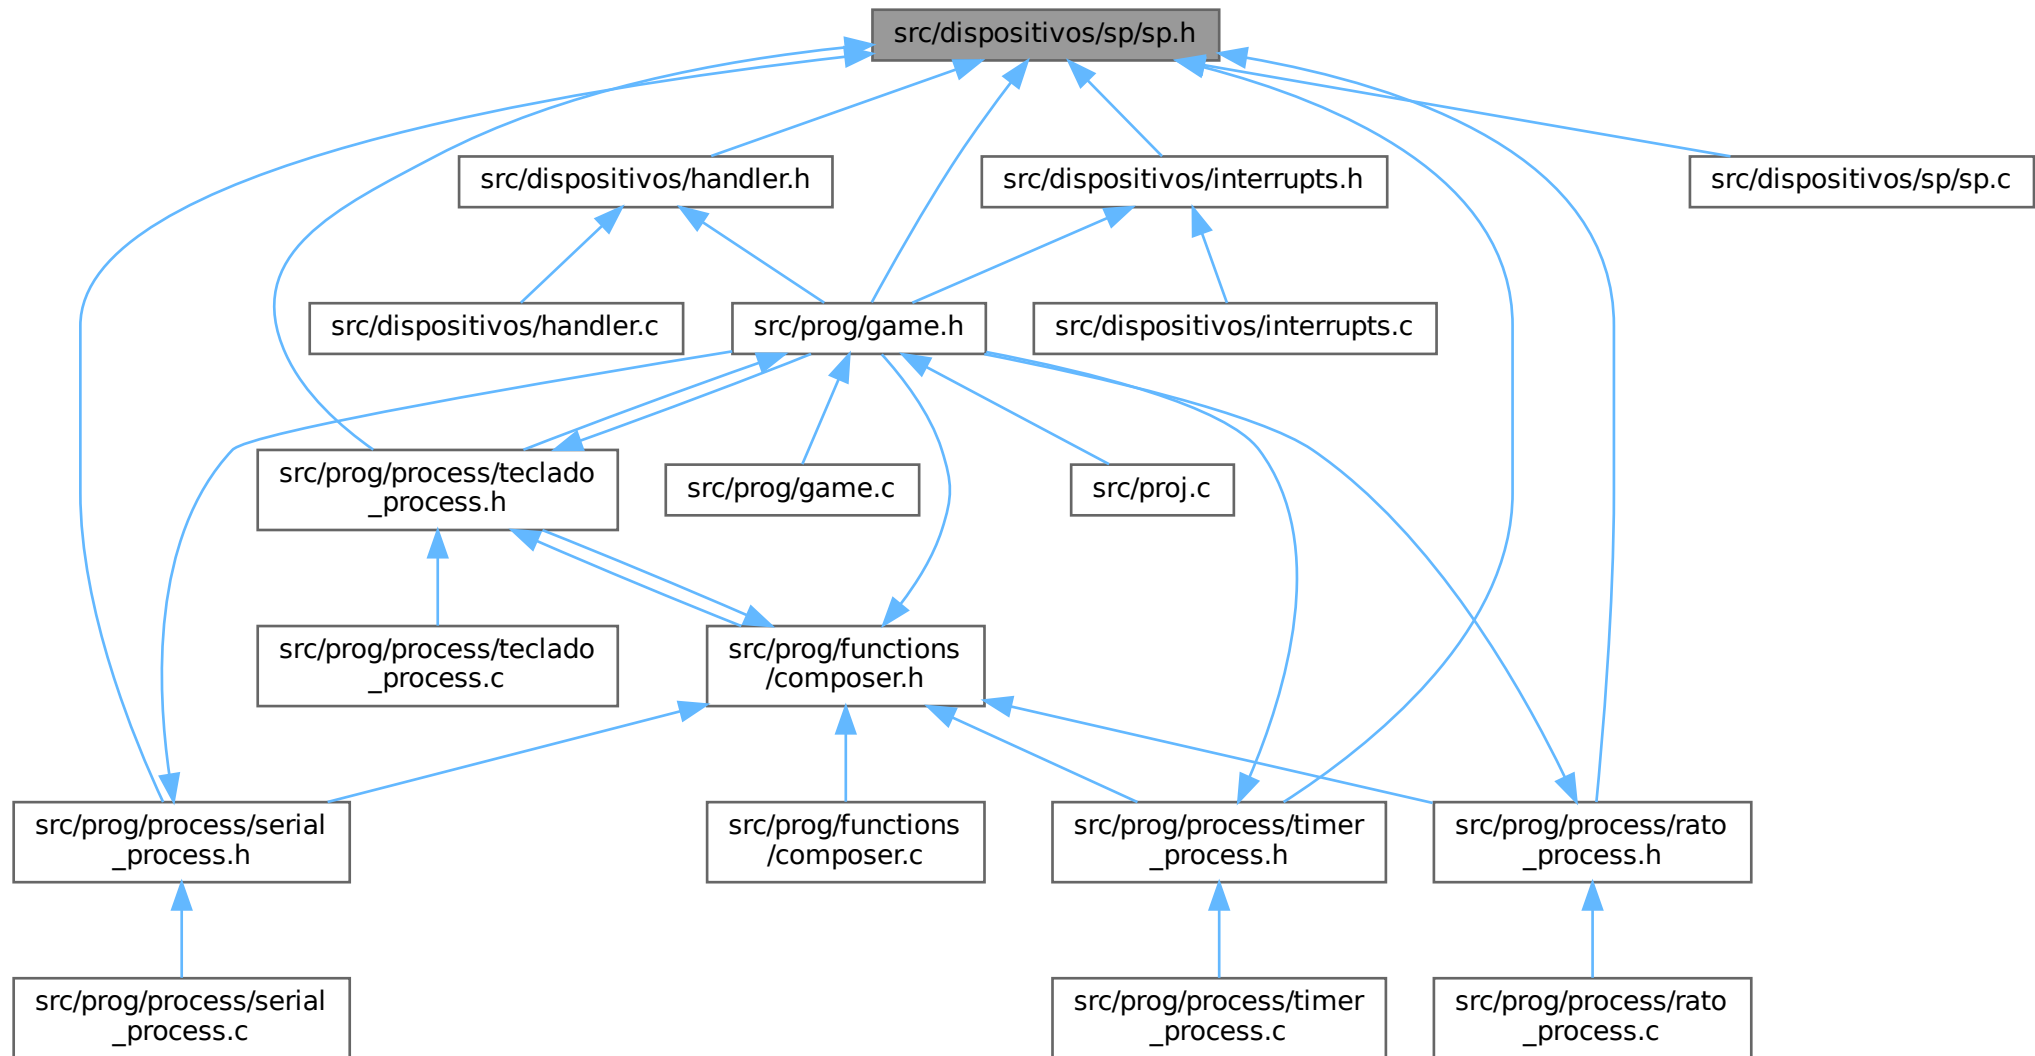 src/dispositivos/sp/sp.h
src/dispositivos/handler.h
src/dispositivos/interrupts.h
src/dispositivos/sp/sp.c
src/dispositivos/handler.c
src/prog/game.h
src/dispositivos/interrupts.c
src/prog/process/teclado
_process.h
src/prog/game.c
src/proj.c
src/prog/process/teclado
_process.c
src/prog/functions
/composer.h
src/prog/process/serial
_process.h
src/prog/functions
/composer.c
src/prog/process/timer
_process.h
src/prog/process/rato
_process.h
src/prog/process/serial
_process.c
src/prog/process/timer
_process.c
src/prog/process/rato
_process.c